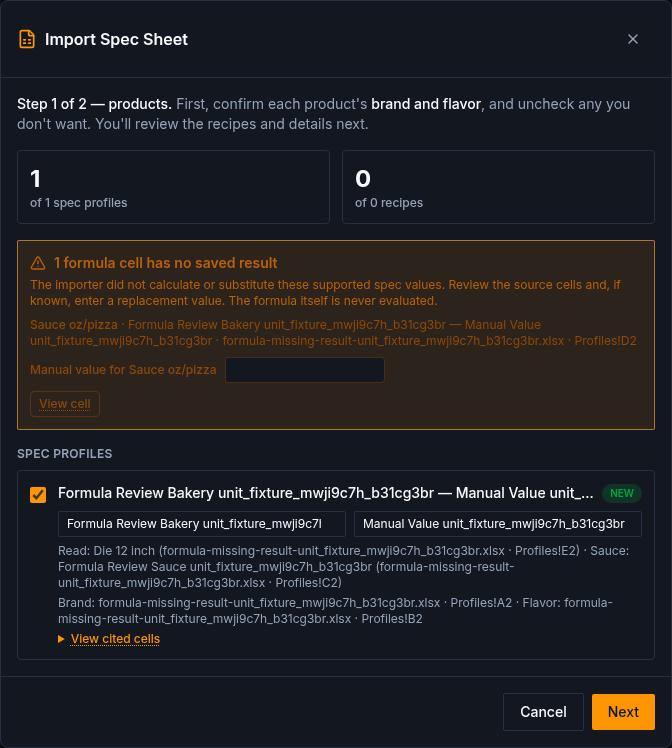 Import Spec Sheet
Step 1 of 2 — products. First, confirm each product's brand and flavor, and uncheck any you
don't want. You'll review the recipes and details next.
1
of 1 spec profiles
0
of 0 recipes
1 formula cell has no saved result
The importer did not calculate or substitute these supported spec values. Review the source cells and, if
known, enter a replacement value. The formula itself is never evaluated.
Sauce oz/pizza · Formula Review Bakery unit_fixture_mwji9c7h_b31cg3br — Manual Value
unit_fixture_mwji9c7h_b31cg3br · formula-missing-result-unit_fixture_mwji9c7h_b31cg3br.xlsx · Profiles!D2
Manual value for Sauce oz/pizza
View cell
SPEC PROFILES
Formula Review Bakery unit_fixture_mwji9c7h_b31cg3br — Manual Value unit_...
NEW
Formula Review Bakery unit_fixture_mwji9c7l
Manual Value unit_fixture_mwji9c7h_b31cg3br
Read: Die 12 inch (formula-missing-result-unit_fixture_mwji9c7h_b31cg3br.xlsx · Profiles!E2) · Sauce:
Formula Review Sauce unit_fixture_mwji9c7h_b31cg3br (formula-missing-result-
unit_fixture_mwji9c7h_b31cg3br.xlsx · Profiles!C2)
Brand: formula-missing-result-unit_fixture_mwji9c7h_b31cg3br.xlsx · Profiles!A2 · Flavor: formula-
missing-result-unit_fixture_mwji9c7h_b31cg3br.xlsx · Profiles!B2
View cited cells
Cancel
Next